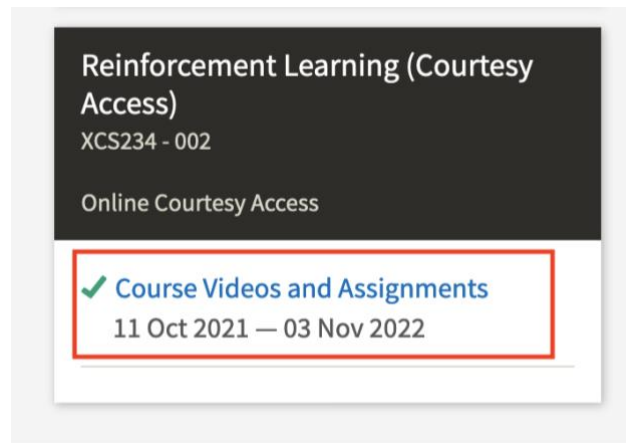 Reinforcement Learning (Courtesy
Access)
XCS234 - 002
Online Courtesy Access
Course Videos and Assignments
11 Oct 2021 — 03 Nov 2022